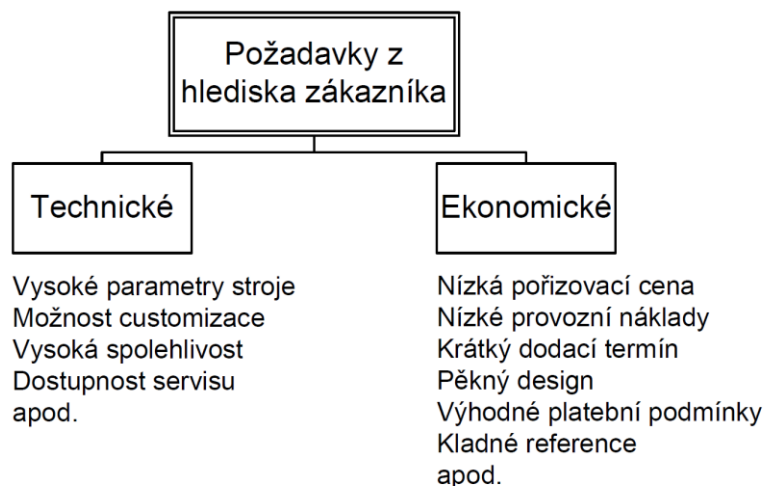 Požadavky z
hlediska zákazníka
Technické
Vysoké parametry stroje
Možnost customizace
Vysoká spolehlivost
Dostupnost servisu
apod.
Ekonomické
Nízká pořizovací cena
Nízké provozní náklady
Krátký dodací termín
Pěkný design
Výhodné platební podmínky
Kladné reference
apod.